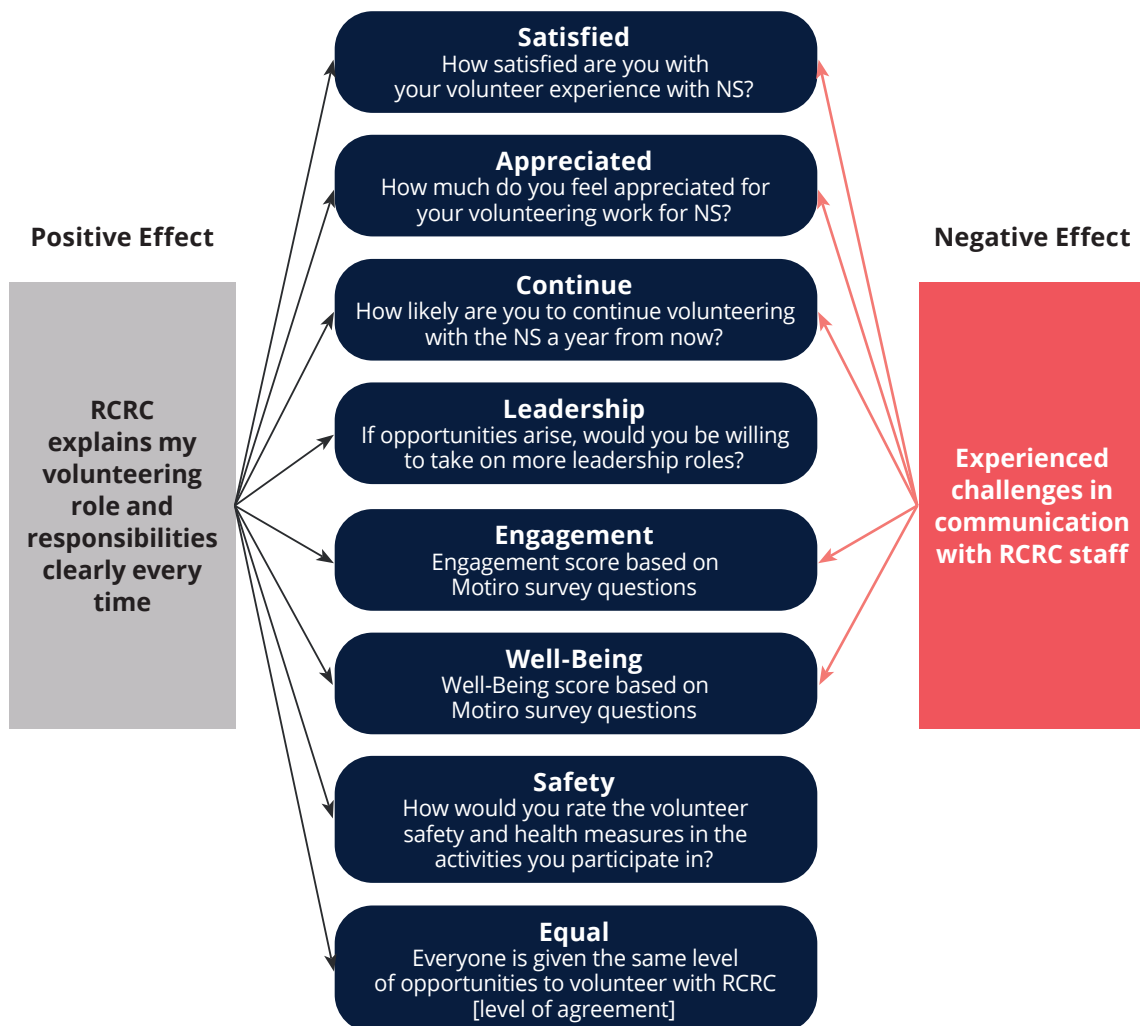 Positive Effect
RCRC
explains my
volunteering
role and
responsibilities
clearly every
time
Satisfied
How satisfied are you with
your volunteer experience with NS?
Appreciated
How much do you feel appreciated for
your volunteering work for NS?
Continue
How likely are you to continue volunteering
with the NS a year from now?
Leadership
If opportunities arise, would you be willing
to take on more leadership roles?
Engagement
Engagement score based on
Motiro survey questions
Well-Being
Well-Being score based on
Motiro survey questions
Safety
How would you rate the volunteer
safety and health measures in the
activities you participate in?
Equal
Everyone is given the same level
of opportunities to volunteer with RCRC
[level of agreement]
Negative Effect
Experienced
challenges in
communication
with RCRC staff